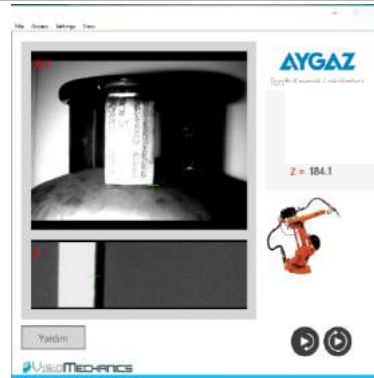 File Access Settings View
X-Y
AYGAZ
Z
Z = 184.1
Yardım
VisioMechanics